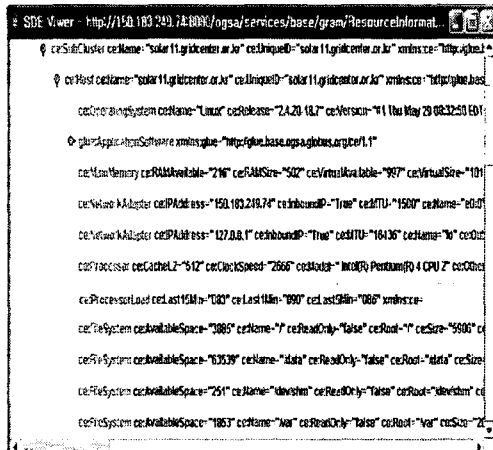 SDE Viewer - http://150.183.249.74:8080/ogsa/services/base/gram/ResourceInformat...
ce:SubCluster ce:Name="solar11.gridcenter.or.kr" ce:UniqueID="solar11.gridcenter.or.kr" xmlns:ce="http://glue.b
ce:Host ce:Name="solar11.gridcenter.or.kr" ce:UniqueID="solar11.gridcenter.or.kr" xmlns:ce="http://glue.bas
ce:OperatingSystem ce:Name="Linux" ce:Release="2.4.20-18.7" ce:Version="#1 Thu May 29 08:32:50 EDT
glue:ApplicationSoftware xmlns:glue="http://glue.base.ogsa.globus.org/ce/1.1"
ce:MainMemory ce:RAMAvailable="216" ce:RAMSize="502" ce:VirtualAvailable="997" ce:VirtualSize="101
ce:NetworkAdapter ce:IPAddress="150.183.249.74" ce:InboundIP="True" ce:MTU="1500" ce:Name="e0:0"
ce:NetworkAdapter ce:IPAddress="127.0.0.1" ce:InboundIP="True" ce:MTU="16436" ce:Name="lo" ce:Out
ce:Processor ce:CacheL2="512" ce:ClockSpeed="2666" ce:Model=" Intel(R) Pentium(R) 4 CPU 2"
ce:ProcessorLoad ce:Last15Min="083" ce:Last1Min="090" ce:Last5Min="086" xmlns:ce=
ce:FileSystem ce:AvailableSpace="3885" ce:Name="/" ce:ReadOnly="false" ce:Root="/" ce:Size="5906" ce
ce:FileSystem ce:AvailableSpace="63539" ce:Name="/data" ce:ReadOnly="false" ce:Root="/data" ce:Size=
ce:FileSystem ce:AvailableSpace="251" ce:Name="/dev/shm" ce:ReadOnly="false" ce:Root="/dev/shm" ce
ce:FileSystem ce:AvailableSpace="1853" ce:Name="/var" ce:ReadOnly="false" ce:Root="/var" ce:Size="20